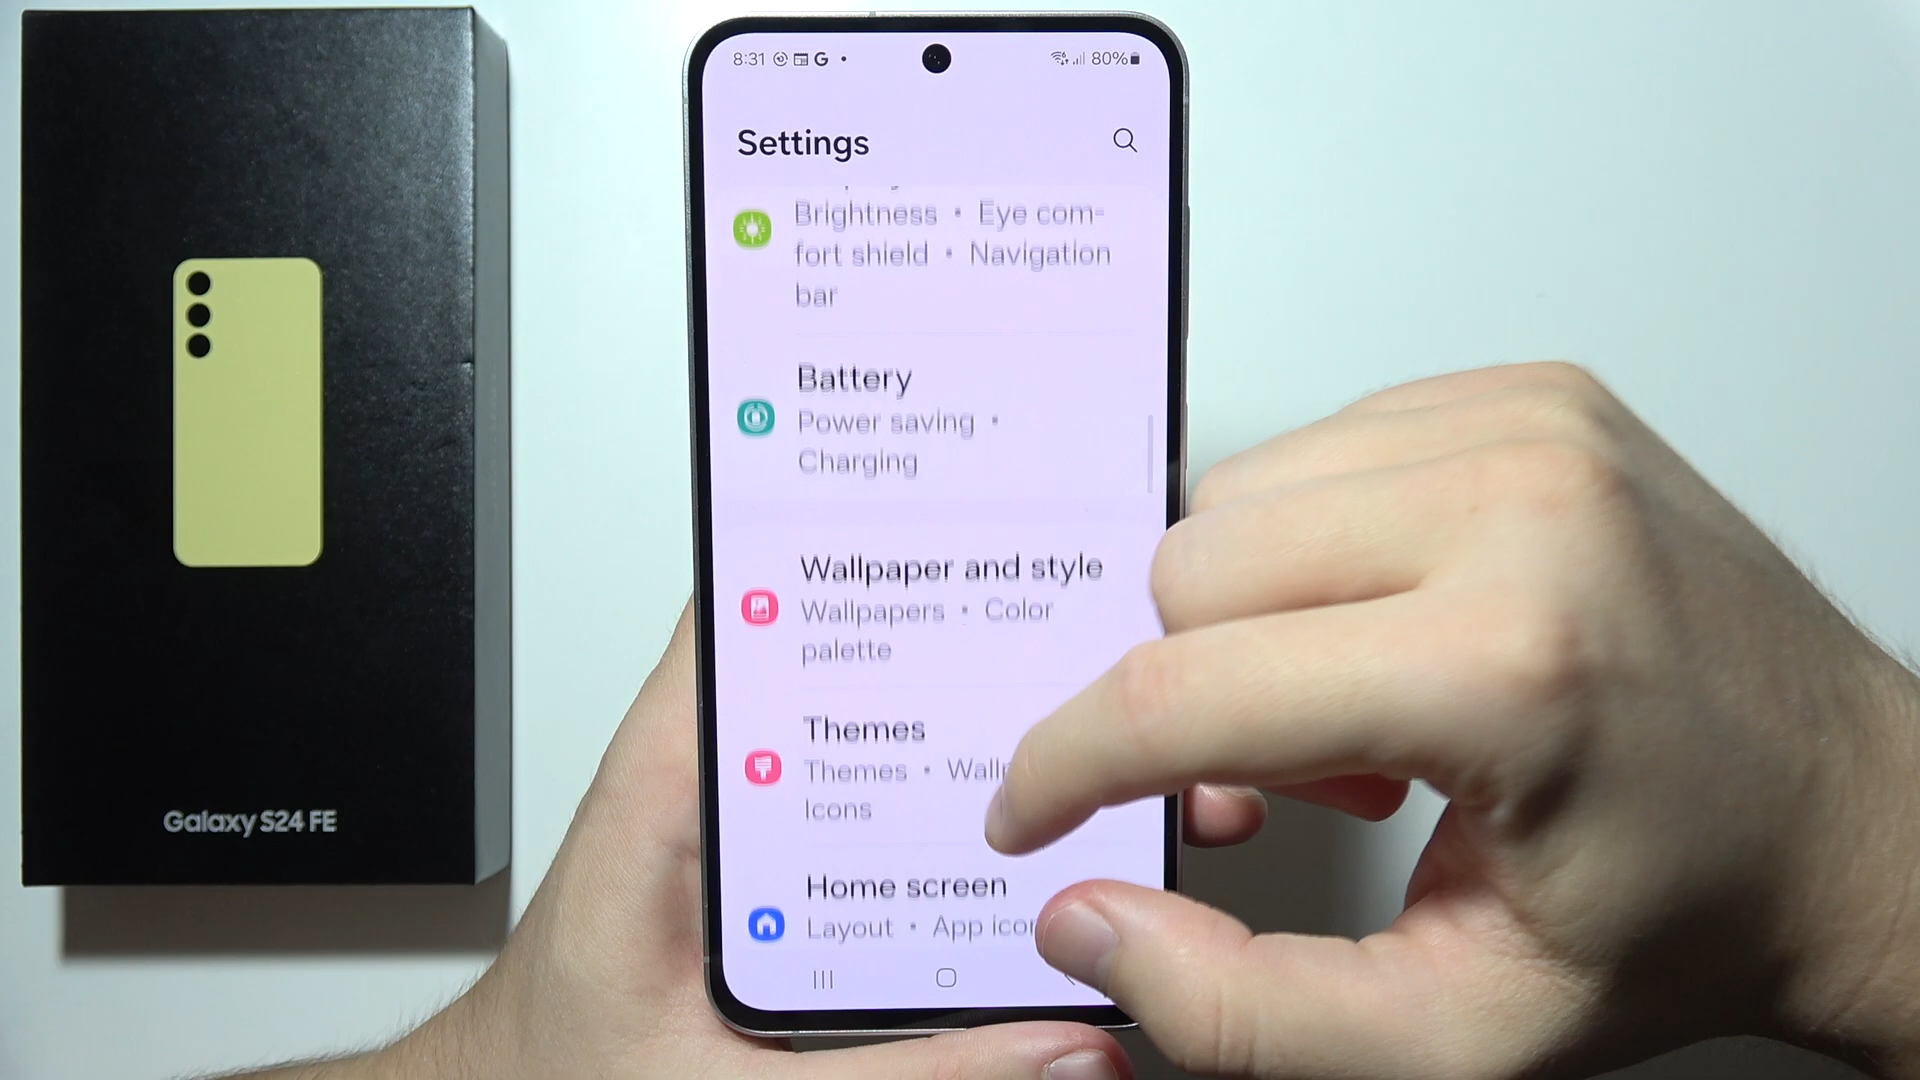 8:31 G 80%
Settings
Brightness • Eye com-
fort shield • Navigation
bar
Battery
Power saving •
Charging
Wallpaper and style
Wallpapers • Color
palette
Themes
Themes •
Icons
Home screen
Layout • App
Galaxy S24 FE